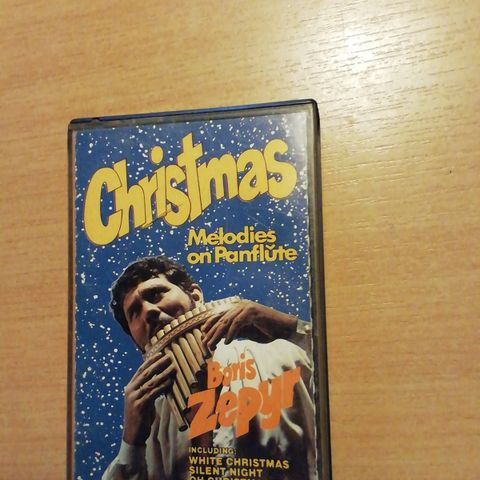 Christmas
Melodies
on Panflute
Boris
Zepyr
INCLUDING:
WHITE CHRISTMAS
SILENT NIGHT